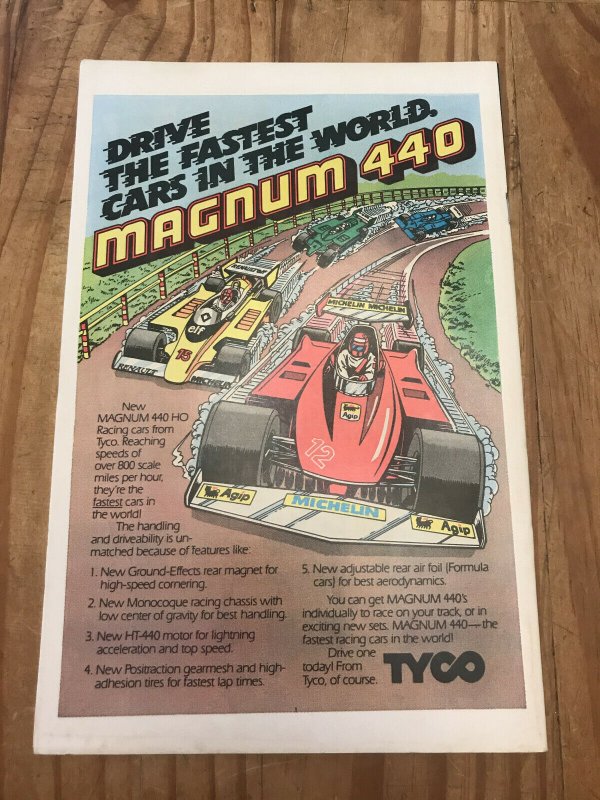 DRIVE
THE FASTEST
CARS IN THE WORLD.
MAGNUM 440
RENAULT
elf
15
RENAULT
MICHELIN
MICHELIN MICHELIN
Agip
12
Agip
MICHELIN
Agip
New
MAGNUM 440 HO
Racing cars from
Tyco. Reaching
speeds of
over 800 scale
miles per hour,
they're the
fastest cars in
the world!
The handling
and driveability is un-
matched because of features like:
1. New Ground-Effects rear magnet for
high-speed cornering.
2. New Monocoque racing chassis with
low center of gravity for best handling.
3. New HT-440 motor for lightning
acceleration and top speed.
4. New Positraction gearmesh and high-
adhesion tires for fastest lap times.
5. New adjustable rear air foil (Formula
cars) for best aerodynamics.
You can get MAGNUM 440's
individually to race on your track, or in
exciting new sets. MAGNUM 440—the
fastest racing cars in the world!
Drive one
today! From
Tyco, of course.
TYCO